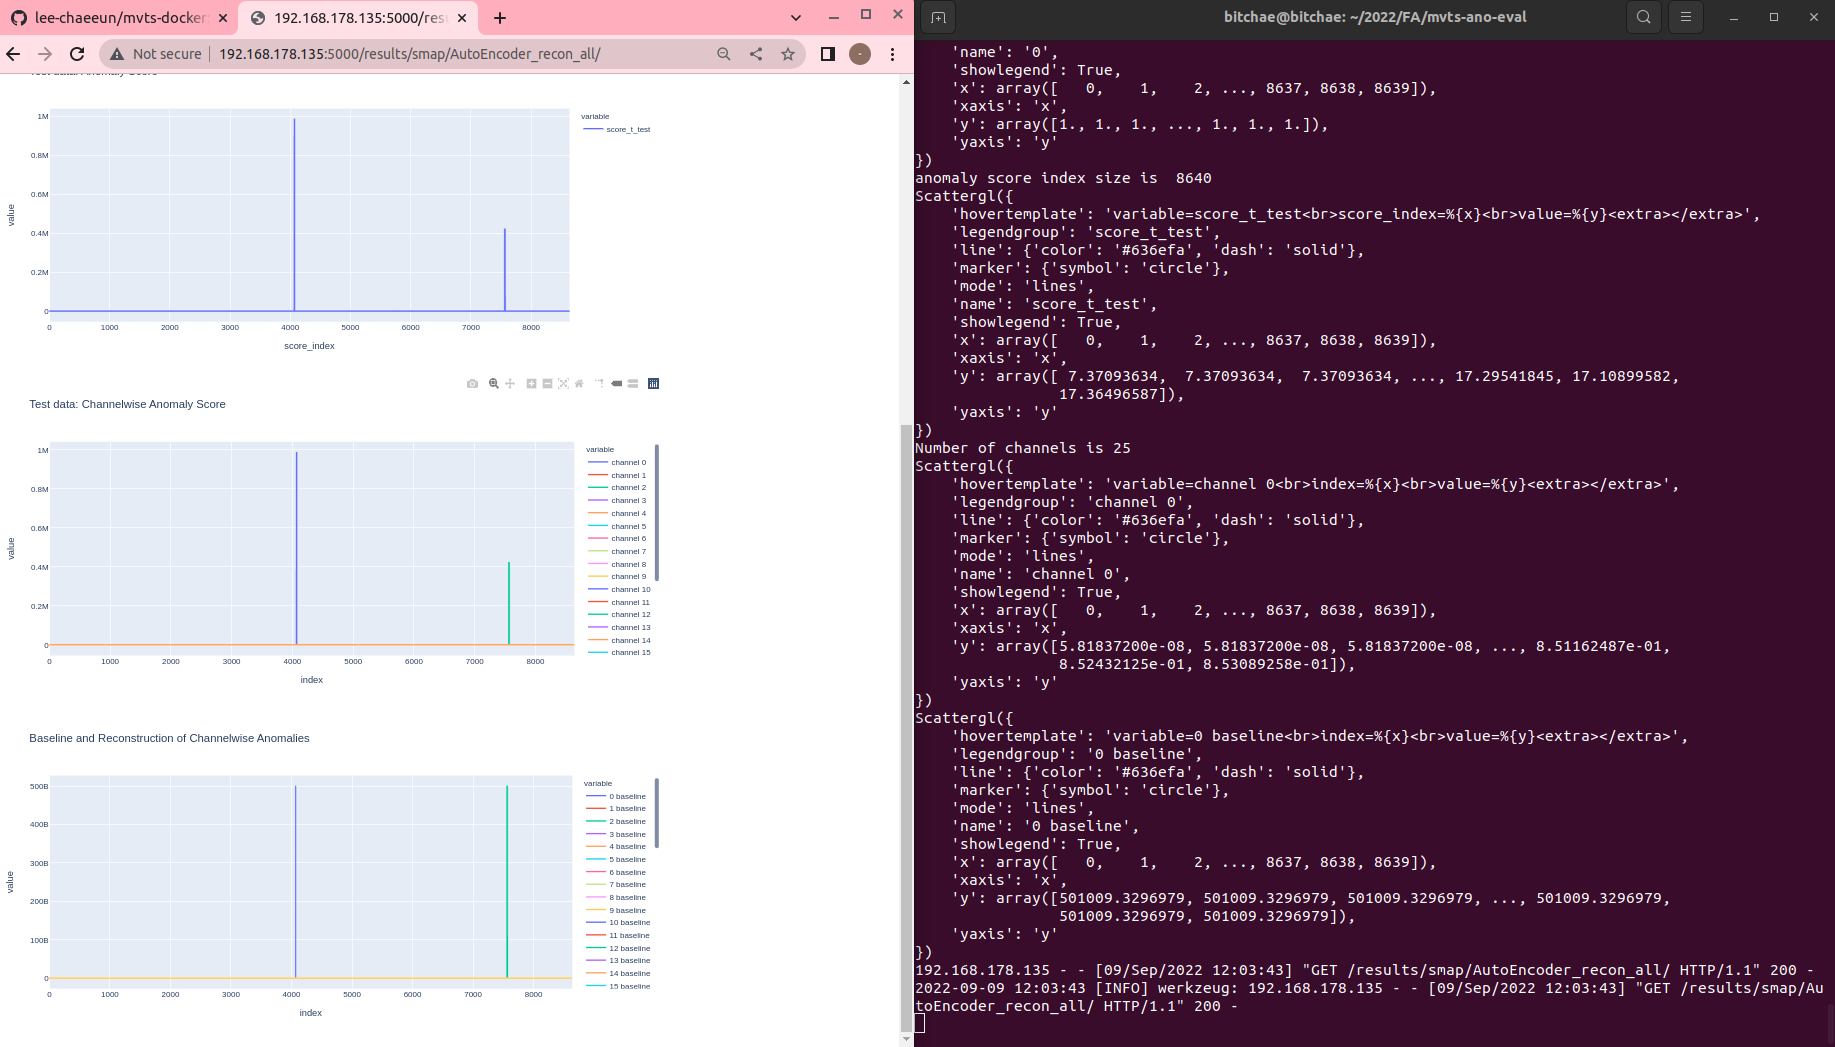 lee-chaeeun/mvts-docker
192.168.178.135:5000/res
Not secure
192.168.178.135:5000/results/smap/AutoEncoder_recon_all/
Test data: Anomaly Score
1M
0.8M
0.6M
0.4M
0.2M
0
value
0 1000 2000 3000 4000 5000 6000 7000 8000
score_index
variable
score_t_test
Test data: Channelwise Anomaly Score
1M
0.8M
0.6M
0.4M
0.2M
0
value
0 1000 2000 3000 4000 5000 6000 7000 8000
index
variable
channel 0
channel 1
channel 2
channel 3
channel 4
channel 5
channel 6
channel 7
channel 8
channel 9
channel 10
channel 11
channel 12
channel 13
channel 14
channel 15
Baseline and Reconstruction of Channelwise Anomalies
500B
400B
300B
200B
100B
0
value
0 1000 2000 3000 4000 5000 6000 7000 8000
index
variable
0 baseline
1 baseline
2 baseline
3 baseline
4 baseline
5 baseline
6 baseline
7 baseline
8 baseline
9 baseline
10 baseline
11 baseline
12 baseline
13 baseline
14 baseline
15 baseline
bitchae@bitchae: ~/2022/FA/mvts-ano-eval
'name': '0',
'showlegend': True,
'x': array([   0,    1,    2, ..., 8637, 8638, 8639]),
'xaxis': 'x',
'y': array([1., 1., 1., ..., 1., 1., 1.]),
'yaxis': 'y'
})
anomaly score index size is  8640
Scattergl({
'hovertemplate': 'variable=score_t_test<br>score_index=%{x}<br>value=%{y}<extra></extra>',
'legendgroup': 'score_t_test',
'line': {'color': '#636efa', 'dash': 'solid'},
'marker': {'symbol': 'circle'},
'mode': 'lines',
'name': 'score_t_test',
'showlegend': True,
'x': array([   0,    1,    2, ..., 8637, 8638, 8639]),
'xaxis': 'x',
'y': array([ 7.37093634,  7.37093634,  7.37093634, ..., 17.29541845, 17.10899582,
17.36496587]),
'yaxis': 'y'
})
Number of channels is 25
Scattergl({
'hovertemplate': 'variable=channel 0<br>index=%{x}<br>value=%{y}<extra></extra>',
'legendgroup': 'channel 0',
'line': {'color': '#636efa', 'dash': 'solid'},
'marker': {'symbol': 'circle'},
'mode': 'lines',
'name': 'channel 0',
'showlegend': True,
'x': array([   0,    1,    2, ..., 8637, 8638, 8639]),
'xaxis': 'x',
'y': array([5.81837200e-08, 5.81837200e-08, 5.81837200e-08, ..., 8.51162487e-01,
8.52432125e-01, 8.53089258e-01]),
'yaxis': 'y'
})
Scattergl({
'hovertemplate': 'variable=0 baseline<br>index=%{x}<br>value=%{y}<extra></extra>',
'legendgroup': '0 baseline',
'line': {'color': '#636efa', 'dash': 'solid'},
'marker': {'symbol': 'circle'},
'mode': 'lines',
'name': '0 baseline',
'showlegend': True,
'x': array([   0,    1,    2, ..., 8637, 8638, 8639]),
'xaxis': 'x',
'y': array([501009.3296979, 501009.3296979, 501009.3296979, ..., 501009.3296979,
501009.3296979, 501009.3296979]),
'yaxis': 'y'
})
192.168.178.135 - - [09/Sep/2022 12:03:43] "GET /results/smap/AutoEncoder_recon_all/ HTTP/1.1" 200 -
2022-09-09 12:03:43 [INFO] werkzeug: 192.168.178.135 - - [09/Sep/2022 12:03:43] "GET /results/smap/Au
toEncoder_recon_all/ HTTP/1.1" 200 -